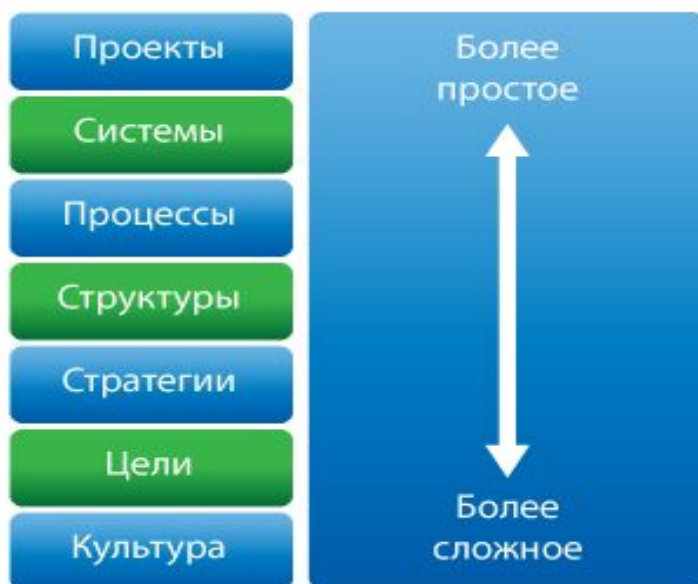 Проекты
Системы
Процессы
Структуры
Стратегии
Цели
Культура
Более
простое
Более
сложное